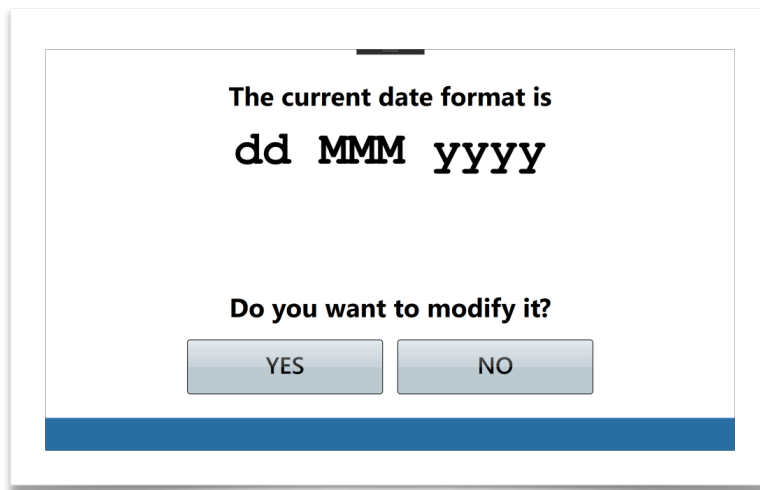 The current date format is
dd MMM yyyy
Do you want to modify it?
YES
NO